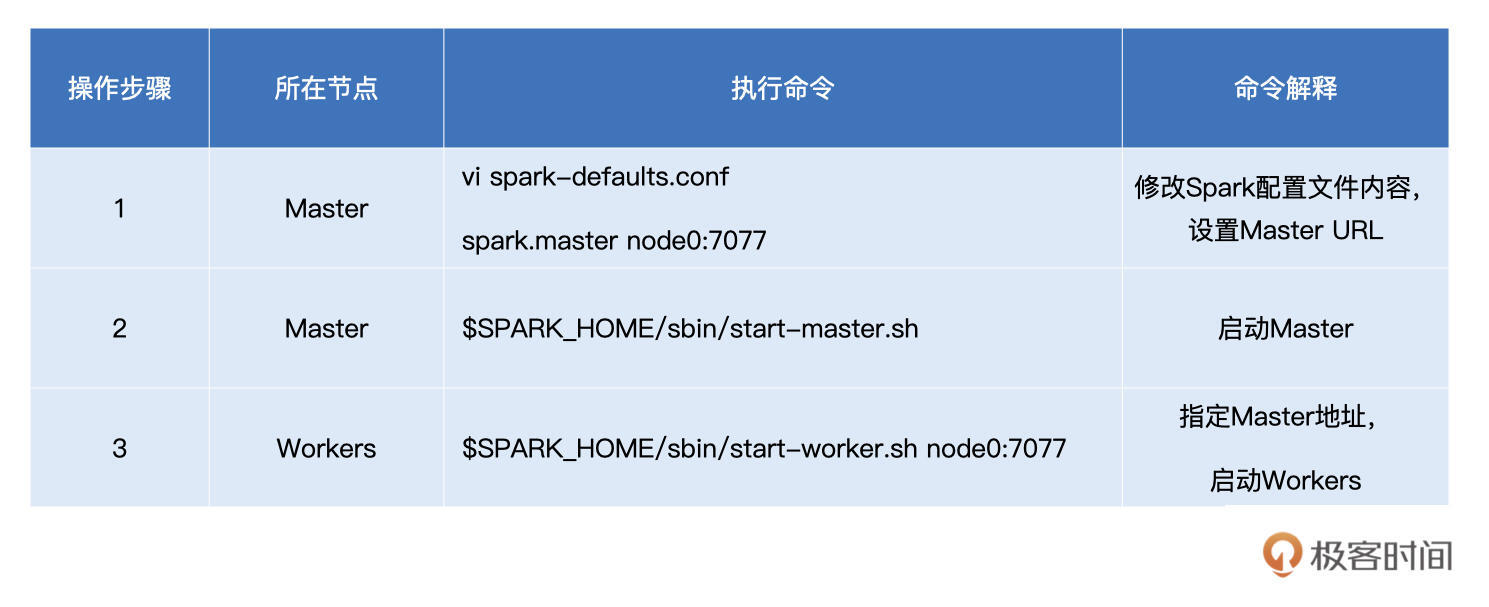 操作步骤 所在节点 执行命令 命令解释
1 Master vi spark-defaults.conf
spark.master node0:7077 修改Spark配置文件内容，
设置Master URL
2 Master $SPARK_HOME/sbin/start-master.sh 启动Master
3 Workers $SPARK_HOME/sbin/start-worker.sh node0:7077 指定Master地址，
启动Workers
极客时间